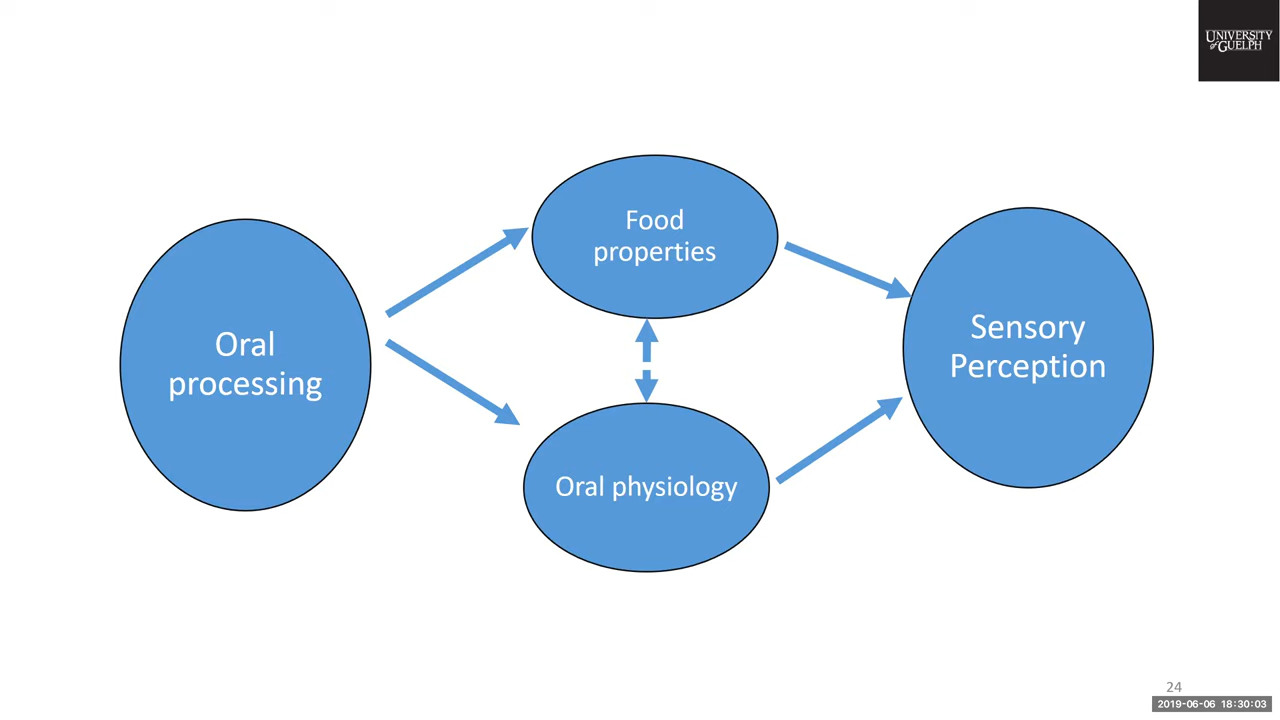 UNIVERSITY
of GUELPH
Food
properties
Oral
processing
Sensory
Perception
Oral physiology
24
2019-06-06 18:30:03